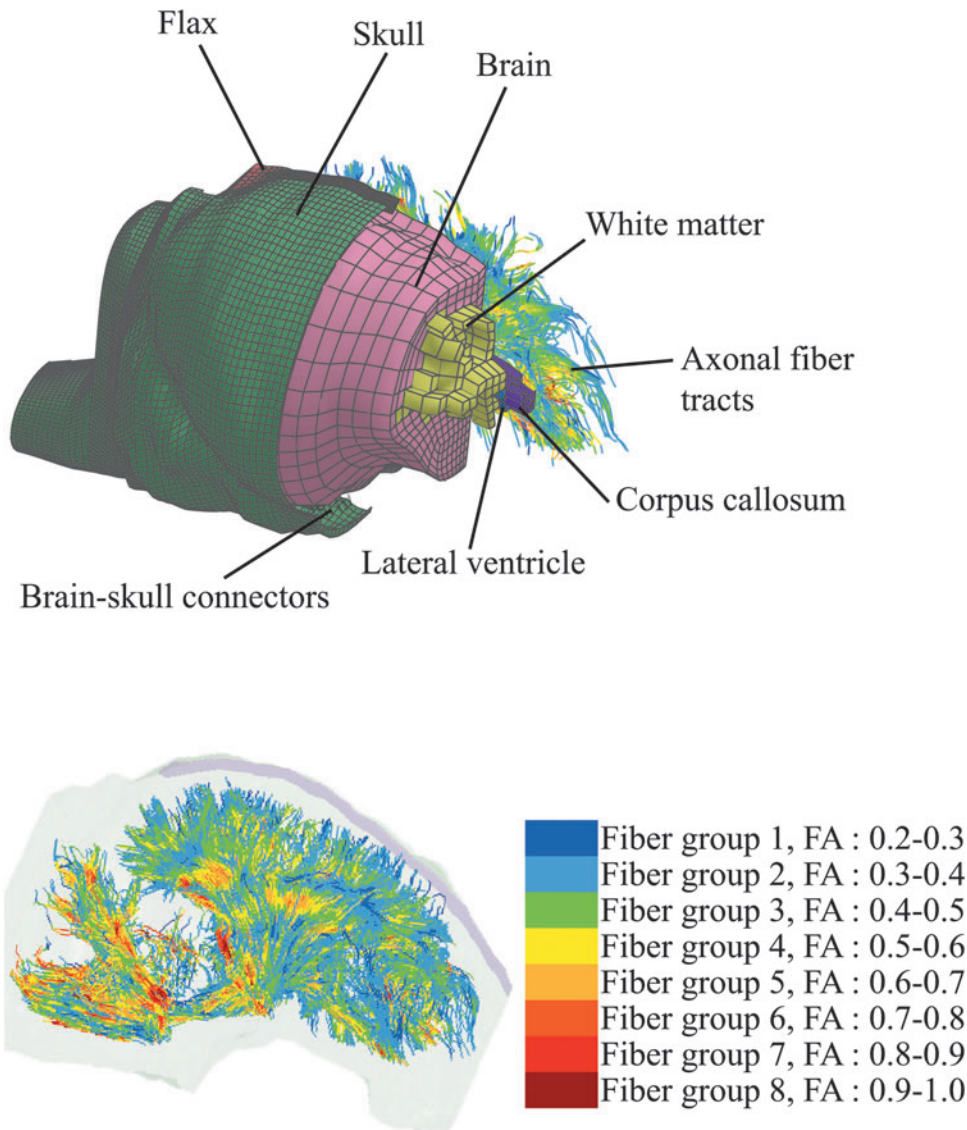 Flax
Skull
Brain
White matter
Axonal fiber
tracts
Corpus callosum
Lateral ventricle
Brain-skull connectors
Fiber group 1, FA : 0.2-0.3
Fiber group 2, FA : 0.3-0.4
Fiber group 3, FA : 0.4-0.5
Fiber group 4, FA : 0.5-0.6
Fiber group 5, FA : 0.6-0.7
Fiber group 6, FA : 0.7-0.8
Fiber group 7, FA : 0.8-0.9
Fiber group 8, FA : 0.9-1.0